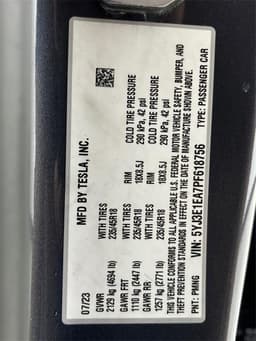 MFD BY TESLA, INC.
07/23
GVWR
2129 kg (4694 lb)
WITH TIRES
235/45R18
RIM
18X8.5J
COLD TIRE PRESSURE
290 kPa, 42 psi
GAWR FRT
1110 kg (2447 lb)
WITH TIRES
235/45R18
RIM
18X8.5J
COLD TIRE PRESSURE
290 kPa, 42 psi
GAWR RR
1257 kg (2771 lb)
THIS VEHICLE CONFORMS TO ALL APPLICABLE U.S. FEDERAL MOTOR VEHICLE SAFETY, BUMPER, AND
THEFT PREVENTION STANDARDS IN EFFECT ON THE DATE OF MANUFACTURE SHOWN ABOVE.
VIN: 5YJ3E1EA7PF618756
TYPE: PASSENGER CAR
PNT: PMNG